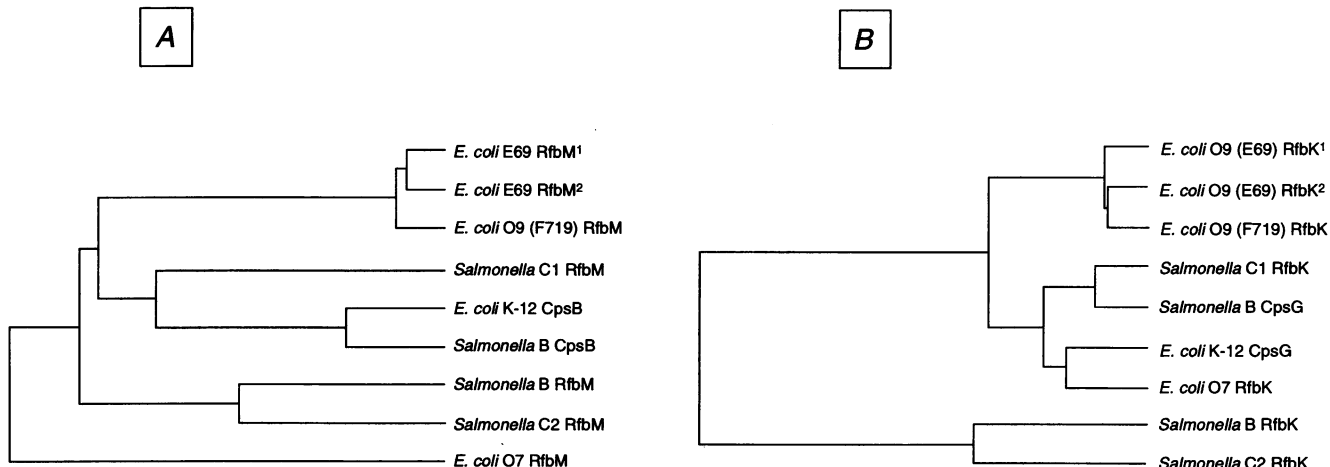 A
E. coli E69 RfbM¹
E. coli E69 RfbM²
E. coli O9 (F719) RfbM
Salmonella C1 RfbM
E. coli K-12 CpsB
Salmonella B CpsB
Salmonella B RfbM
Salmonella C2 RfbM
E. coli O7 RfbM
B
E. coli O9 (E69) RfbK¹
E. coli O9 (E69) RfbK²
E. coli O9 (F719) RfbK
Salmonella C1 RfbK
Salmonella B CpsG
E. coli K-12 CpsG
E. coli O7 RfbK
Salmonella B RfbK
Salmonella C2 RfbK